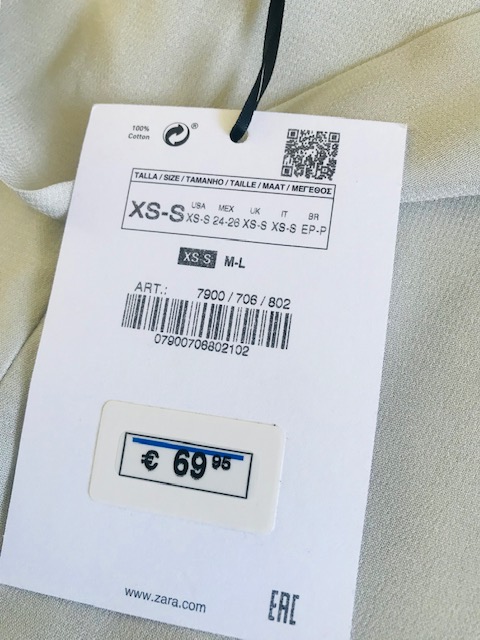 100%
Cotton
®
TALLA / SIZE / TAMANHO / TAILLE / MAAT / ΜΕΓΕΘΟΣ
XS-S USA XS-S MEX 24-26 UK XS-S IT XS-S BR EP-P
XS-S M-L
ART.: 7900 / 706 / 802
07900706802102
€ 69 95
www.zara.com
EAC